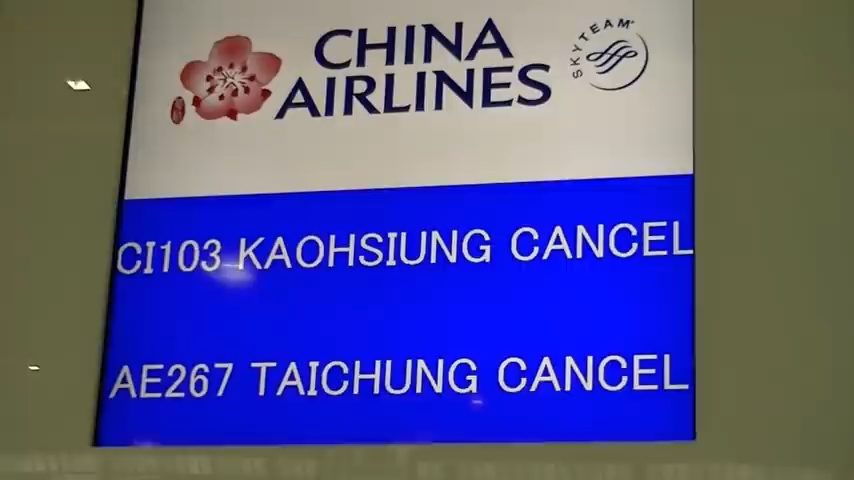 CHINA AIRLINES
SKYTEAM
CI103 KAOHSIUNG CANCEL
AE267 TAICHUNG CANCEL